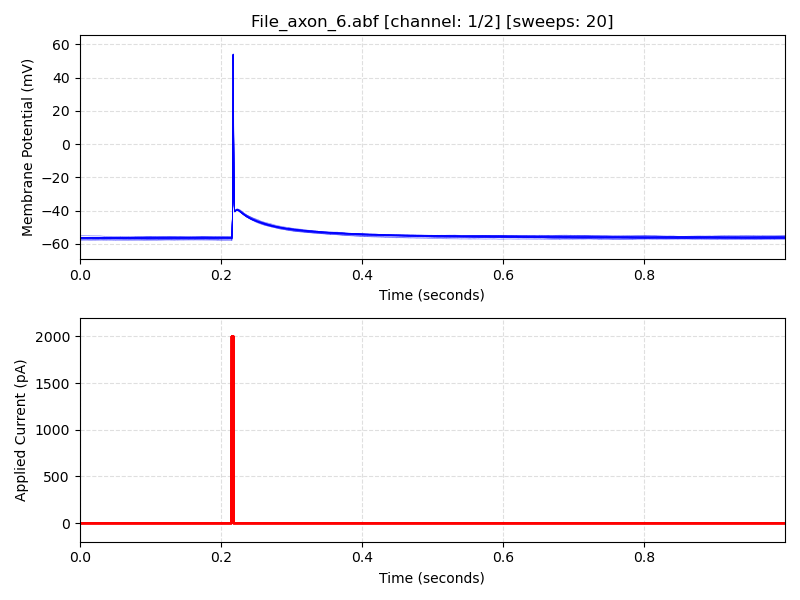 File_axon_6.abf [channel: 1/2] [sweeps: 20]
Membrane Potential (mV)
60
40
20
0
−20
−40
−60
0.0 0.2 0.4 0.6 0.8
Time (seconds)
Applied Current (pA)
2000
1500
1000
500
0
0.0 0.2 0.4 0.6 0.8
Time (seconds)